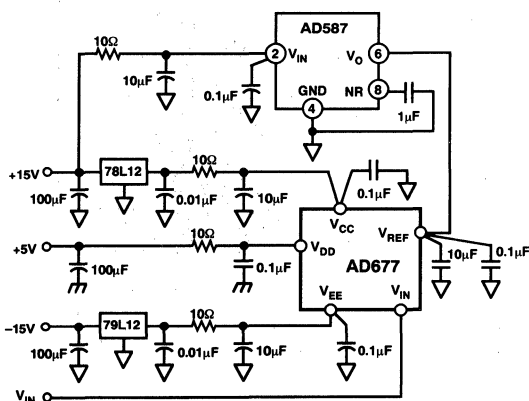 AD587
10Ω
2 VIN
VO 6
10µF
0.1µF
GND
4
NR 8
1µF
+15V
78L12
10Ω
100µF
0.01µF
10µF
0.1µF
VCC
+5V
10Ω
VDD
VREF
100µF
0.1µF
AD677
10µF
0.1µF
VEE
VIN
-15V
79L12
10Ω
100µF
0.01µF
10µF
0.1µF
VIN